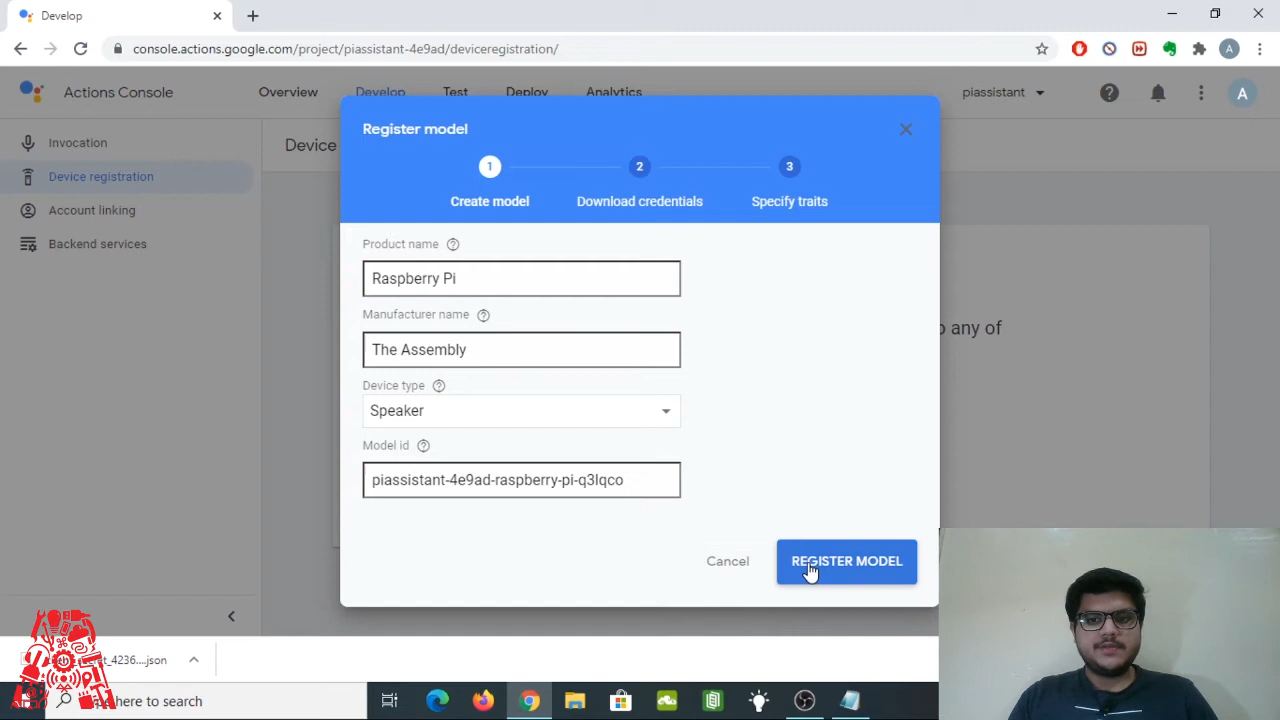 Develop
console.actions.google.com/project/piassistant-4e9ad/deviceregistration/
A
Actions Console
Overview
Develop
Test
Deploy
Analytics
piassistant
A
Invocation
Device registration
Account linking
Backend services
Device
Register model
1
2
3
Create model
Download credentials
Specify traits
Product name
Raspberry Pi
Manufacturer name
The Assembly
Device type
Speaker
Model id
piassistant-4e9ad-raspberry-pi-q3lqco
any of
Cancel
REGISTER MODEL
4236....json
here to search